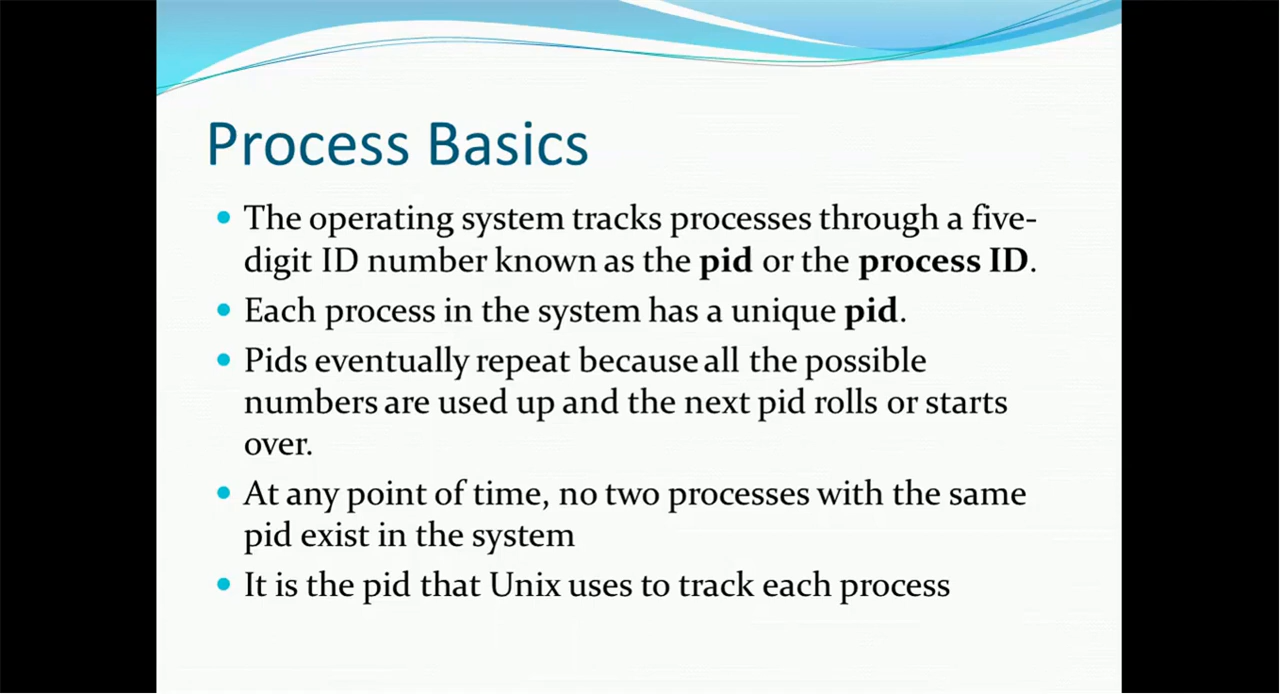 Process Basics
• The operating system tracks processes through a five-
digit ID number known as the pid or the process ID.
• Each process in the system has a unique pid.
• Pids eventually repeat because all the possible
numbers are used up and the next pid rolls or starts
over.
• At any point of time, no two processes with the same
pid exist in the system
• It is the pid that Unix uses to track each process